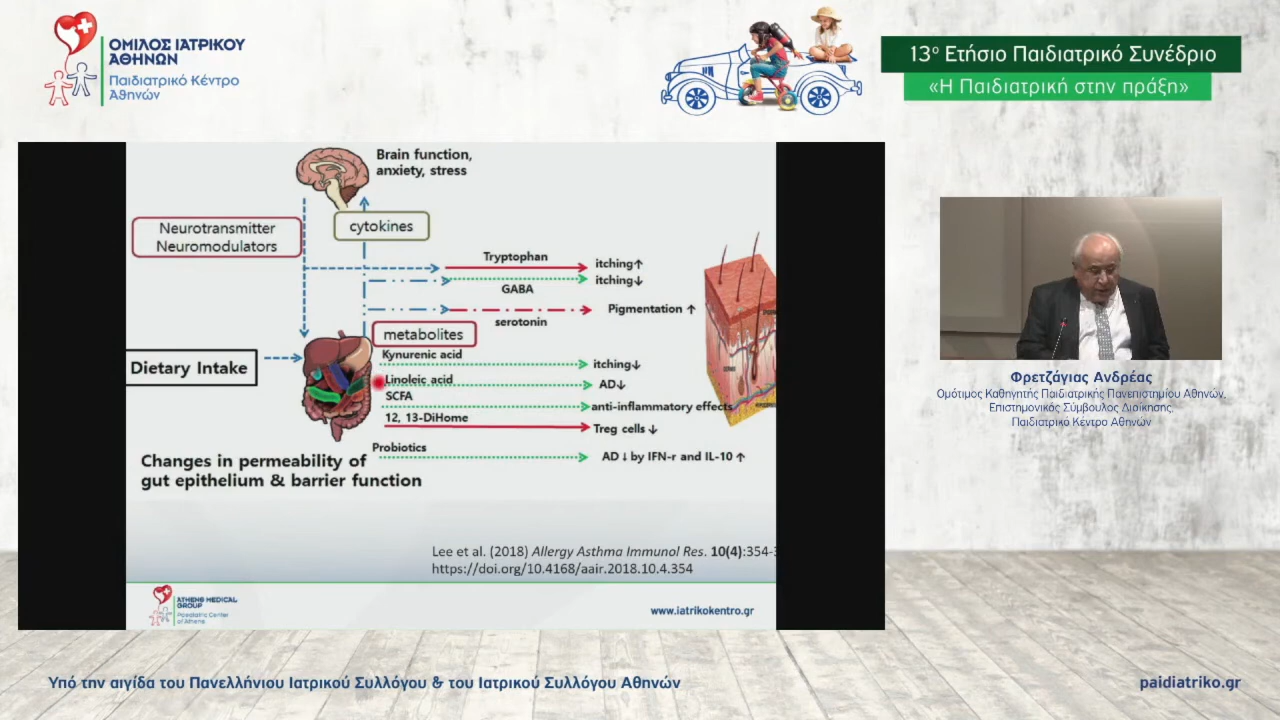 ΟΜΙΛΟΣ ΙΑΤΡΙΚΟΥ
ΑΘΗΝΩΝ
Παιδιατρικό Κέντρο
Αθηνών
13ο Ετήσιο Παιδιατρικό Συνέδριο
«Η Παιδιατρική στην πράξη»
Brain function,
anxiety, stress
Neurotransmitter
Neuromodulators
cytokines
Tryptophan
itching↑
GABA
itching↓
Pigmentation ↑
serotonin
metabolites
Kynurenic acid
itching↓
Dietary Intake
Linoleic acid
AD↓
SCFA
anti-inflammatory effects
12, 13-DiHome
Treg cells ↓
Probiotics
AD ↓ by IFN-r and IL-10 ↑
Changes in permeability of
gut epithelium & barrier function
Lee et al. (2018) Allergy Asthma Immunol Res. 10(4):354-
https://doi.org/10.4168/aair.2018.10.4.354
ATHENS MEDICAL
GROUP
Paediatric Center
of Athens
www.iatrikokentro.gr
Φρετζάγιας Ανδρέας
Ομότιμος Καθηγητής Παιδιατρικής Πανεπιστημίου Αθηνών,
Επιστημονικός Σύμβουλος Διοίκησης,
Παιδιατρικό Κέντρο Αθηνών
Υπό την αιγίδα του Πανελλήνιου Ιατρικού Συλλόγου & του Ιατρικού Συλλόγου Αθηνών
paidiatriko.gr